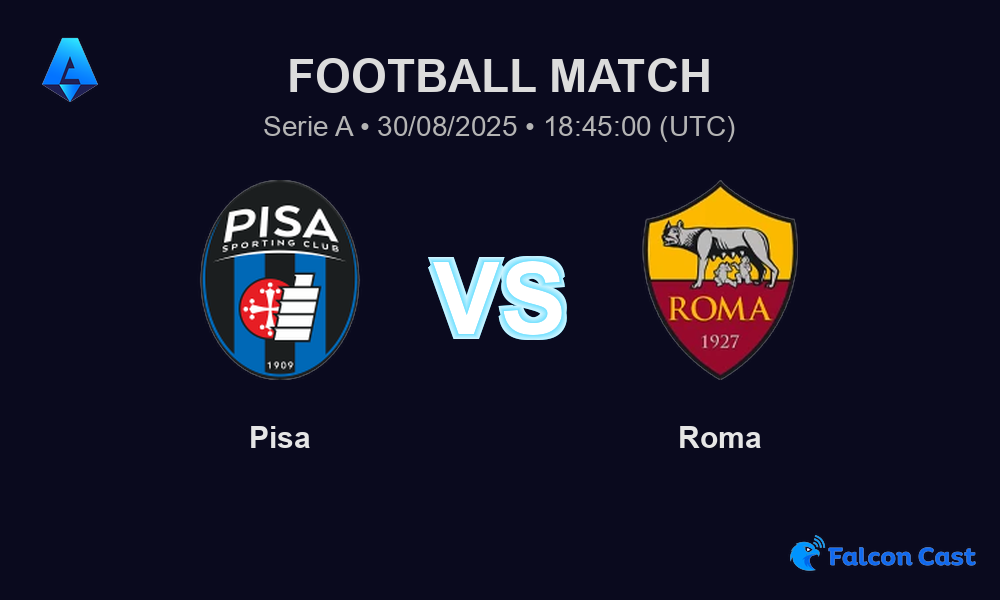 FOOTBALL MATCH
Serie A • 30/08/2025 • 18:45:00 (UTC)
PISA
SPORTING CLUB
1909
VS
ROMA
1927
Pisa
Roma
Falcon Cast